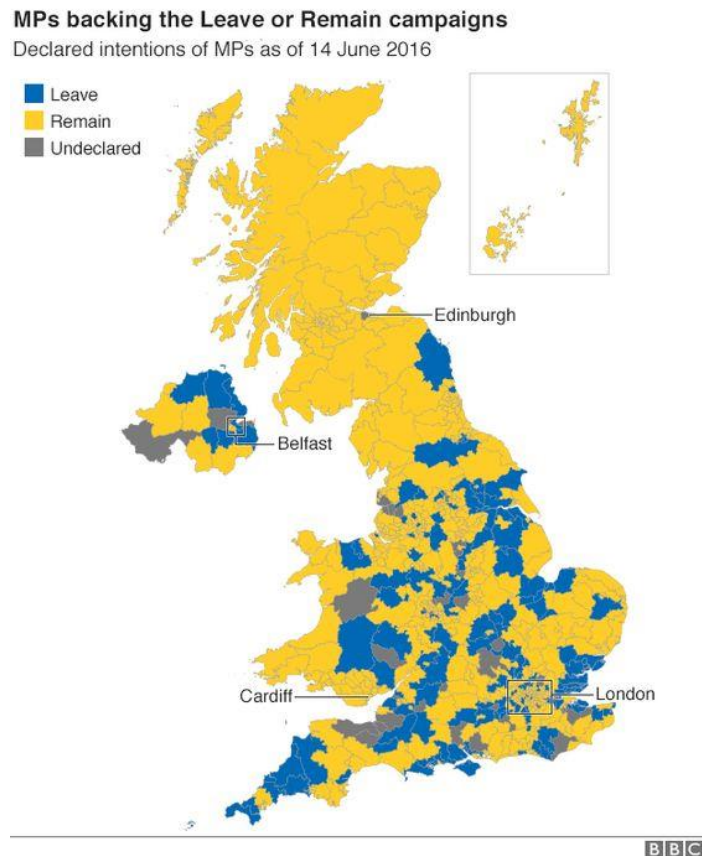 MPs backing the Leave or Remain campaigns
Declared intentions of MPs as of 14 June 2016
Leave
Remain
Undeclared
Edinburgh
Belfast
Cardiff
London
BBC